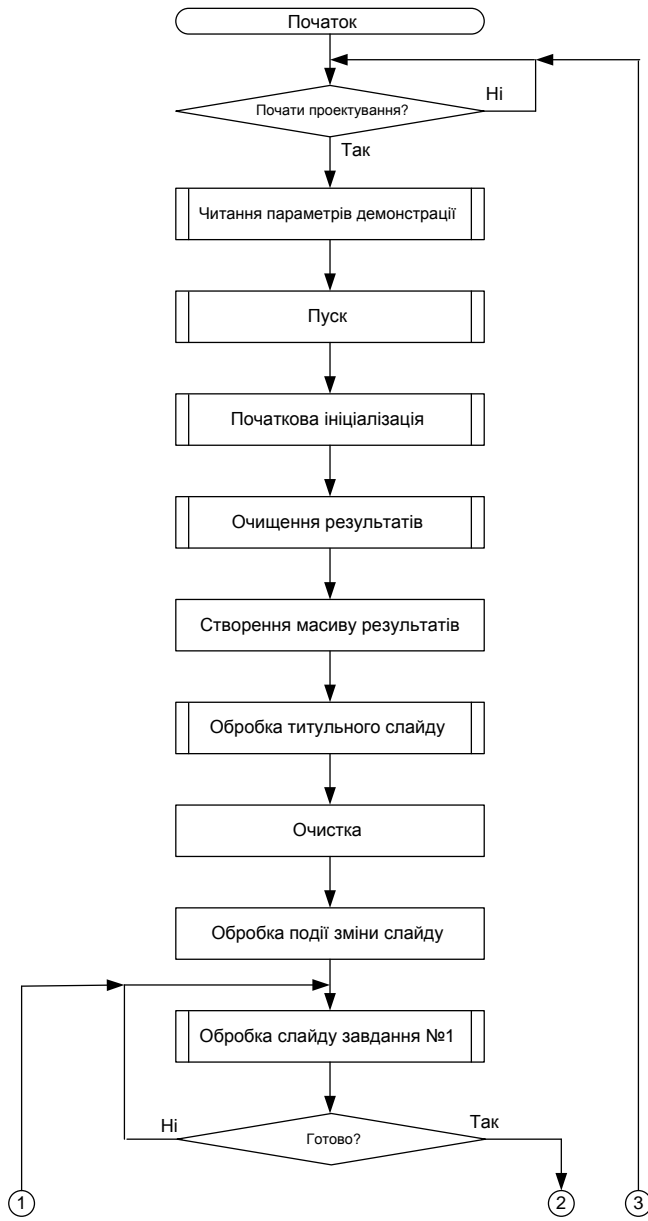 Початок
Почати проектування?
Ні
Так
Читання параметрів демонстрації
Пуск
Початкова ініціалізація
Очищення результатів
Створення масиву результатів
Обробка титульного слайду
Очистка
Обробка події зміни слайду
Обробка слайду завдання №1
Ні
Готово?
Так
1
2
3